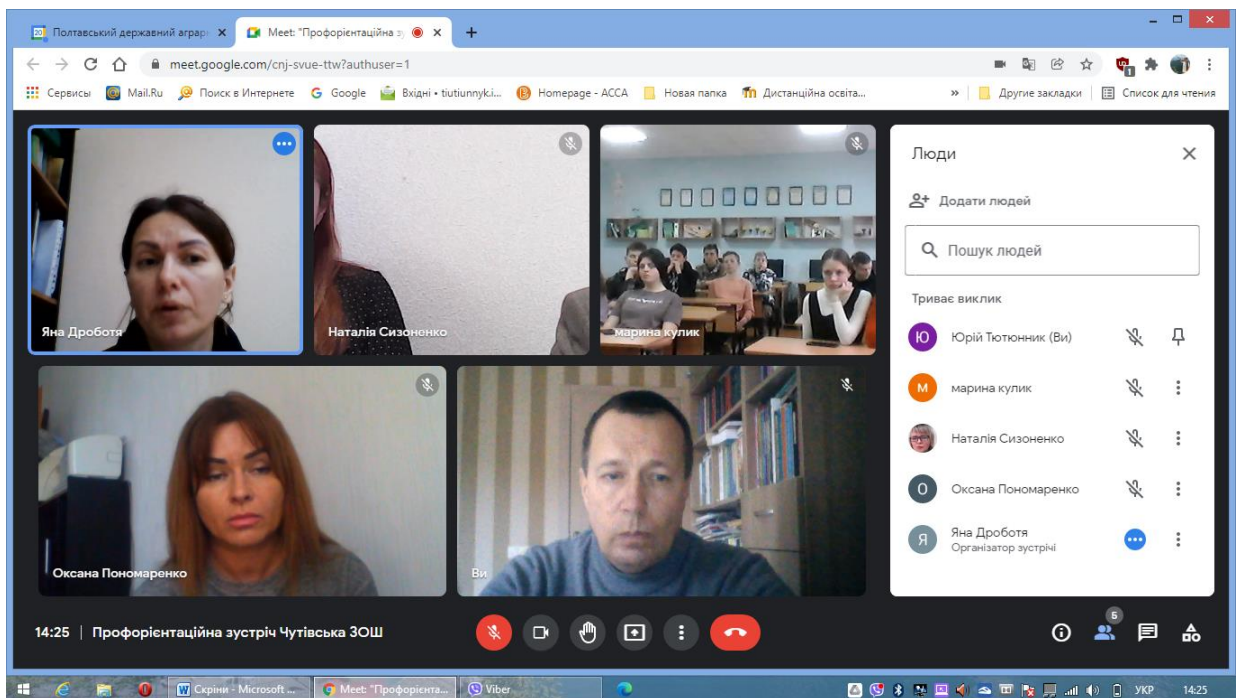 Полтавський державний аграрн
Meet: "Профорієнтаційна зу
meet.google.com/cnj-svue-ttw?authuser=1
Сервисы
Mail.Ru
Поиск в Интернете
Google
Вхідні • tiutiunnyk.i...
Homepage - ACCA
Новая папка
Дистанційна освіта...
»
Другие закладки
Список для чтения
Яна Дроботя
Наталія Сизоненко
марина кулик
Оксана Пономаренко
Ви
Люди
Додати людей
Пошук людей
Триває виклик
Ю Юрій Тютюнник (Ви)
м марина кулик
Наталія Сизоненко
О Оксана Пономаренко
Я Яна Дроботя
Організатор зустрічі
14:25 | Профорієнтаційна зустріч Чутівська ЗОШ
5
Скріни - Microsoft ...
Meet: "Профорієнта...
Viber
УКР
14:25